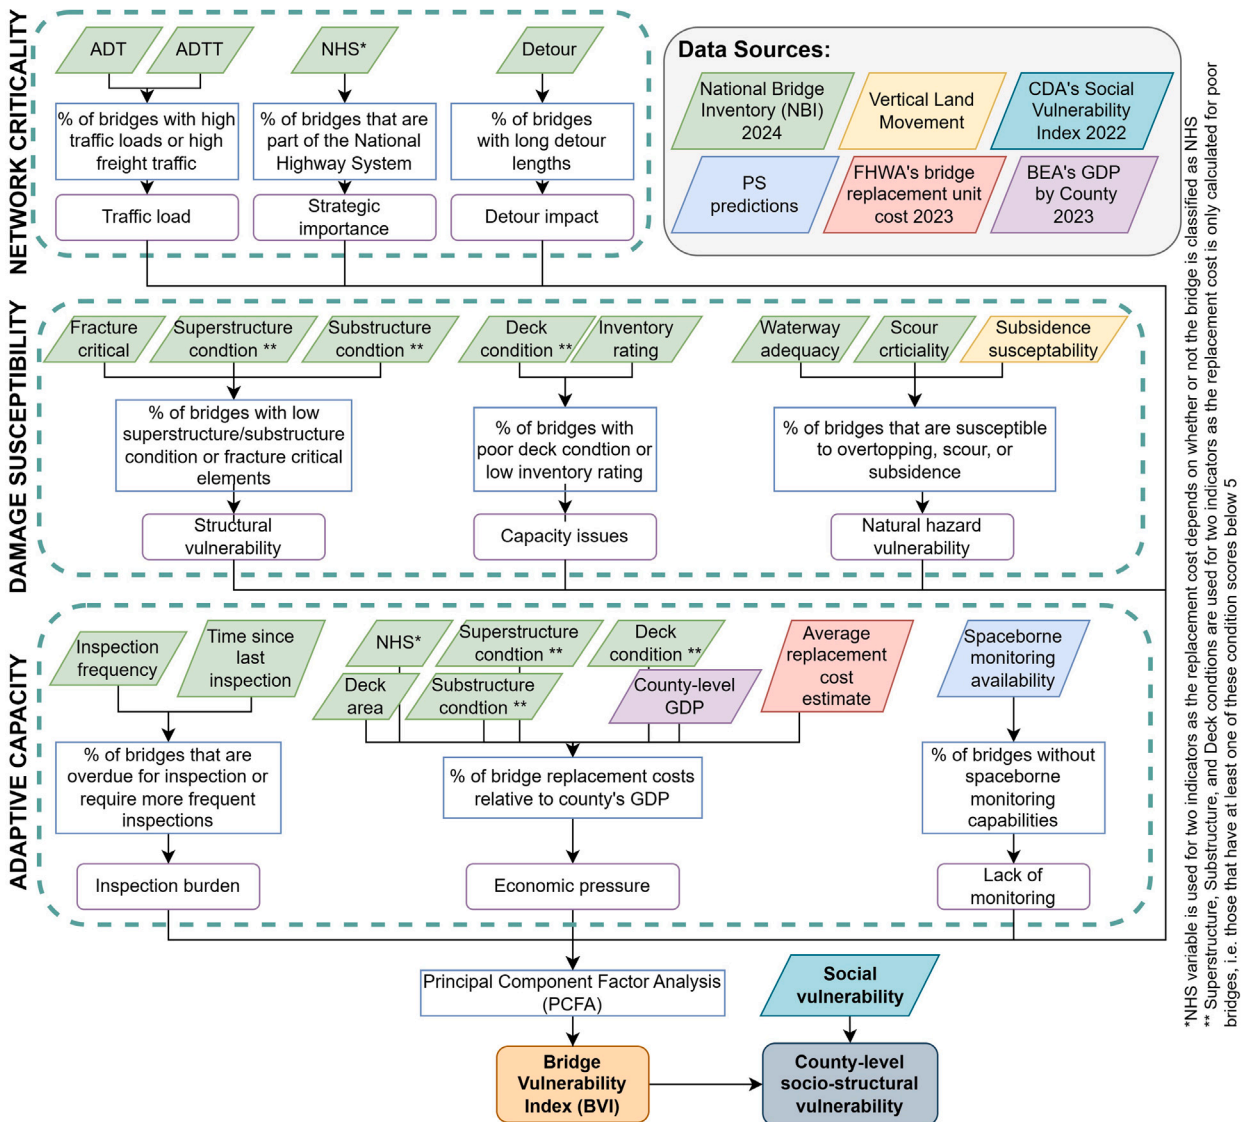 NETWORK CRITICALITY
ADT
ADTT
NHS*
Detour
% of bridges with high
traffic loads or high
freight traffic
% of bridges that are
part of the National
Highway System
% of bridges
with long detour
lengths
Traffic load
Strategic
importance
Detour impact
Data Sources:
National Bridge
Inventory (NBI)
2024
Vertical Land
Movement
CDA's Social
Vulnerability
Index 2022
PS
predictions
FHWA's bridge
replacement unit
cost 2023
BEA's GDP
by County
2023
DAMAGE SUSCEPTIBILITY
Fracture
critical
Superstructure
condition **
Substructure
condition **
Deck
condition **
Inventory
rating
Waterway
adequacy
Scour
crticiality
Subsidence
susceptability
% of bridges with low
superstructure/substructure
condition or fracture critical
elements
% of bridges with
poor deck condtion or
low inventory rating
% of bridges that are susceptible
to overtopping, scour, or
subsidence
Structural
vulnerability
Capacity issues
Natural hazard
vulnerability
ADAPTIVE CAPACITY
Inspection
frequency
Time since
last
inspection
NHS*
Superstructure
condtion **
Deck
condition **
Deck
area
Substructure
condtion **
County-level
GDP
Average
replacement
cost
estimate
Spaceborne
monitoring
availability
% of bridges that are
overdue for inspection or
require more frequent
inspections
% of bridge replacement costs
relative to county's GDP
% of bridges without
spaceborne
monitoring
capabilities
Inspection burden
Economic pressure
Lack of
monitoring
Principal Component Factor Analysis
(PCFA)
Social
vulnerability
Bridge
Vulnerability
Index (BVI)
County-level
socio-structural
vulnerability
*NHS variable is used for two indicators as the replacement cost depends on whether or not the bridge is classified as NHS
** Superstructure, Substructure, and Deck conditions are used for two indicators as the replacement cost is only calculated for poor
bridges, i.e. those that have at least one of these condition scores below 5